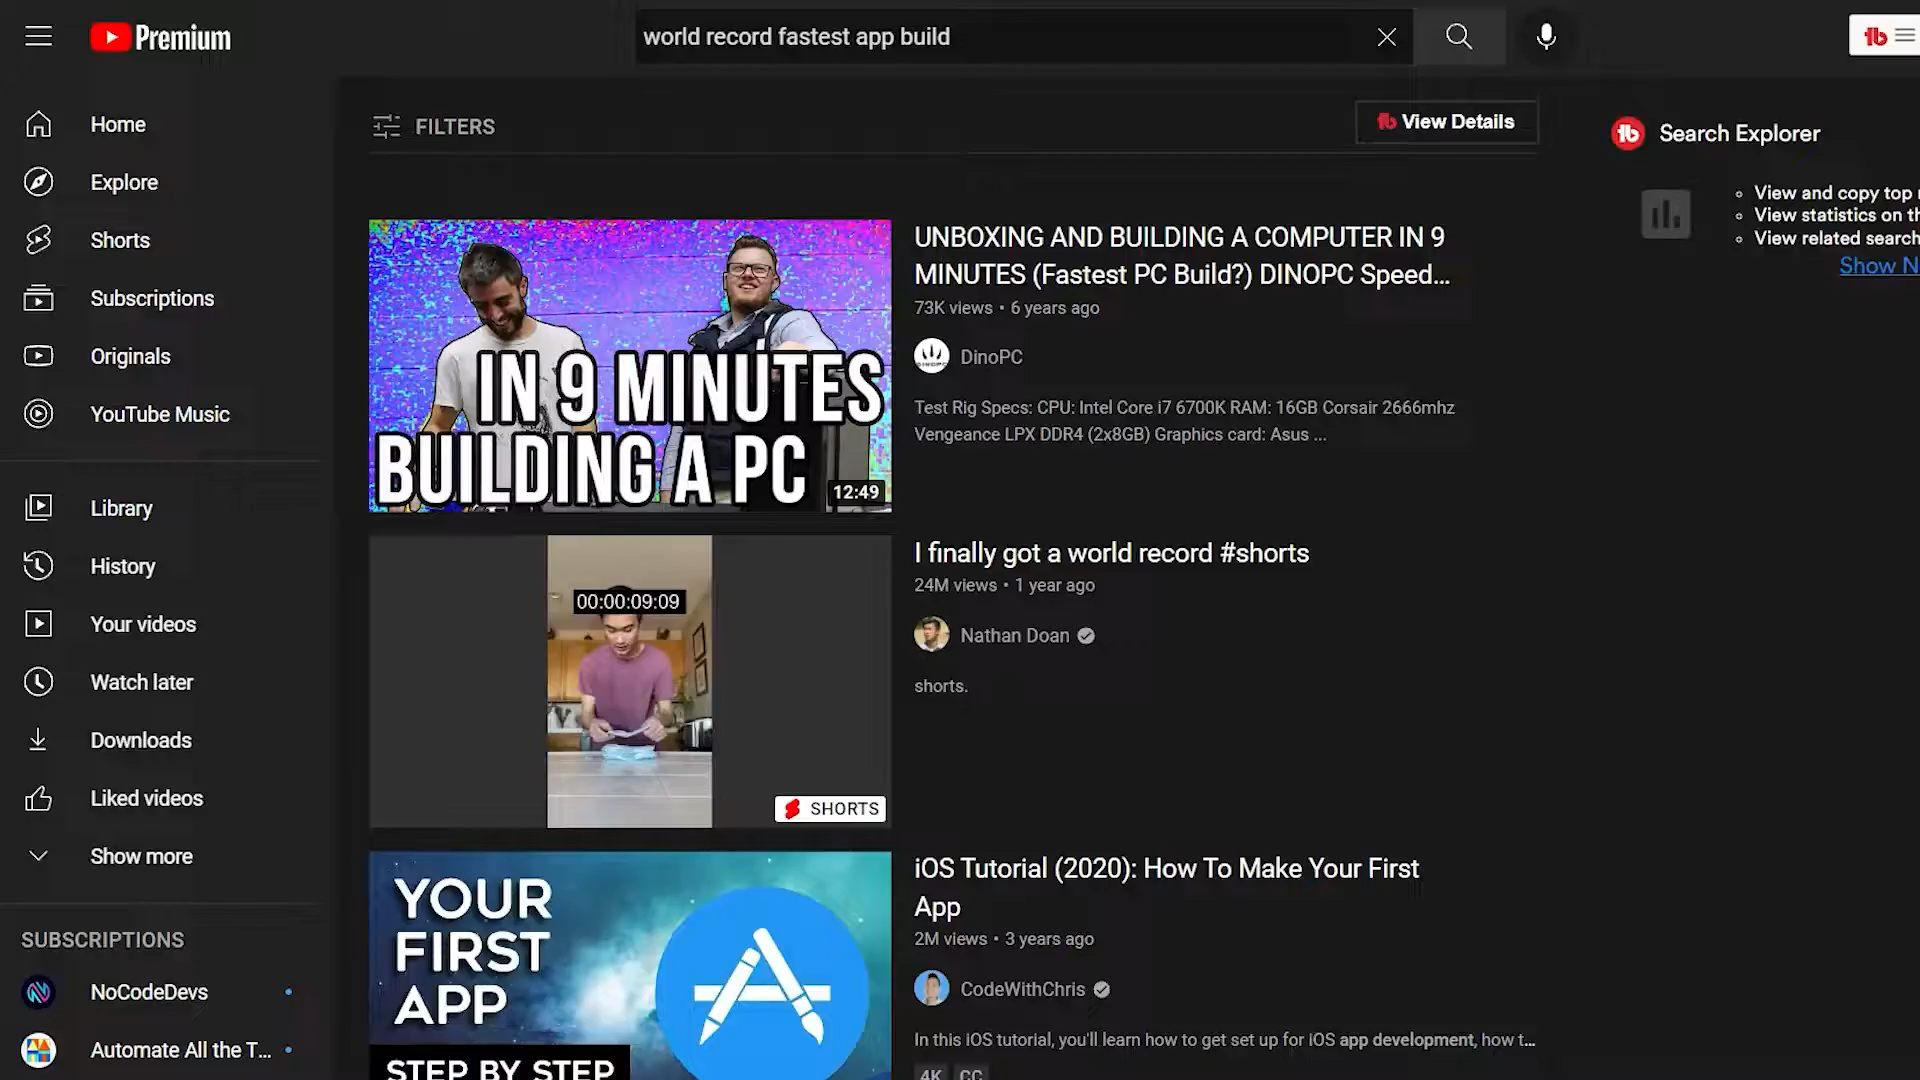 Premium
world record fastest app build
Home
Explore
Shorts
Subscriptions
Originals
YouTube Music
Library
History
Your videos
Watch later
Downloads
Liked videos
Show more
SUBSCRIPTIONS
NoCodeDevs
Automate All the T...
FILTERS
View Details
IN 9 MINUTES
BUILDING A PC
12:49
UNBOXING AND BUILDING A COMPUTER IN 9
MINUTES (Fastest PC Build?) DINOPC Speed...
73K views • 6 years ago
DinoPC
Test Rig Specs: CPU: Intel Core i7 6700K RAM: 16GB Corsair 2666mhz
Vengeance LPX DDR4 (2x8GB) Graphics card: Asus ...
00:00:09:09
SHORTS
I finally got a world record #shorts
24M views • 1 year ago
Nathan Doan
shorts.
YOUR
FIRST
APP
STEP BY STEP
iOS Tutorial (2020): How To Make Your First
App
2M views • 3 years ago
CodeWithChris
In this iOS tutorial, you'll learn how to get set up for iOS app development, how t...
4K CC
Search Explorer
View and copy top
View statistics on th
View related search
Show N